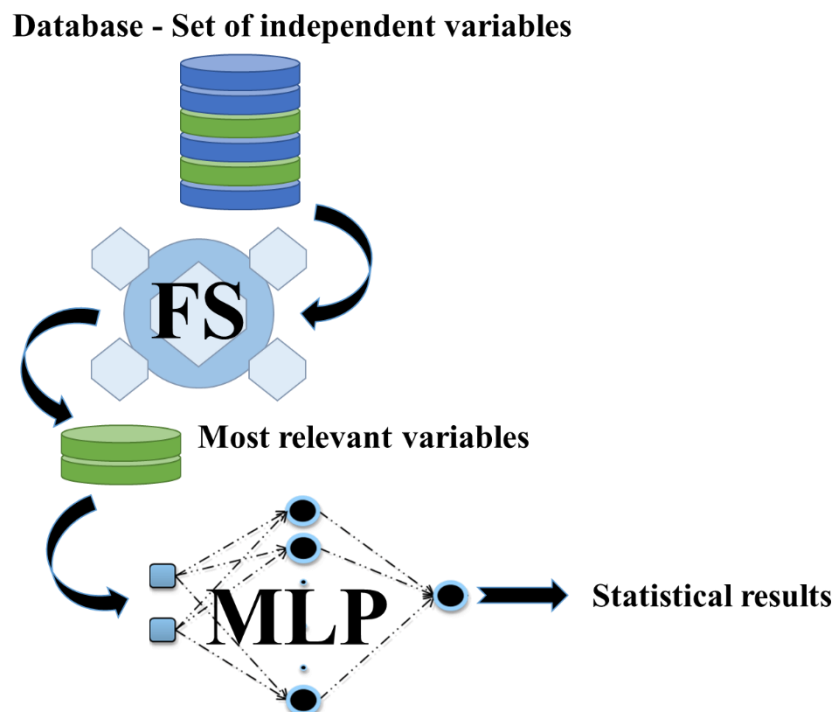 Database - Set of independent variables
FS
Most relevant variables
MLP
Statistical results